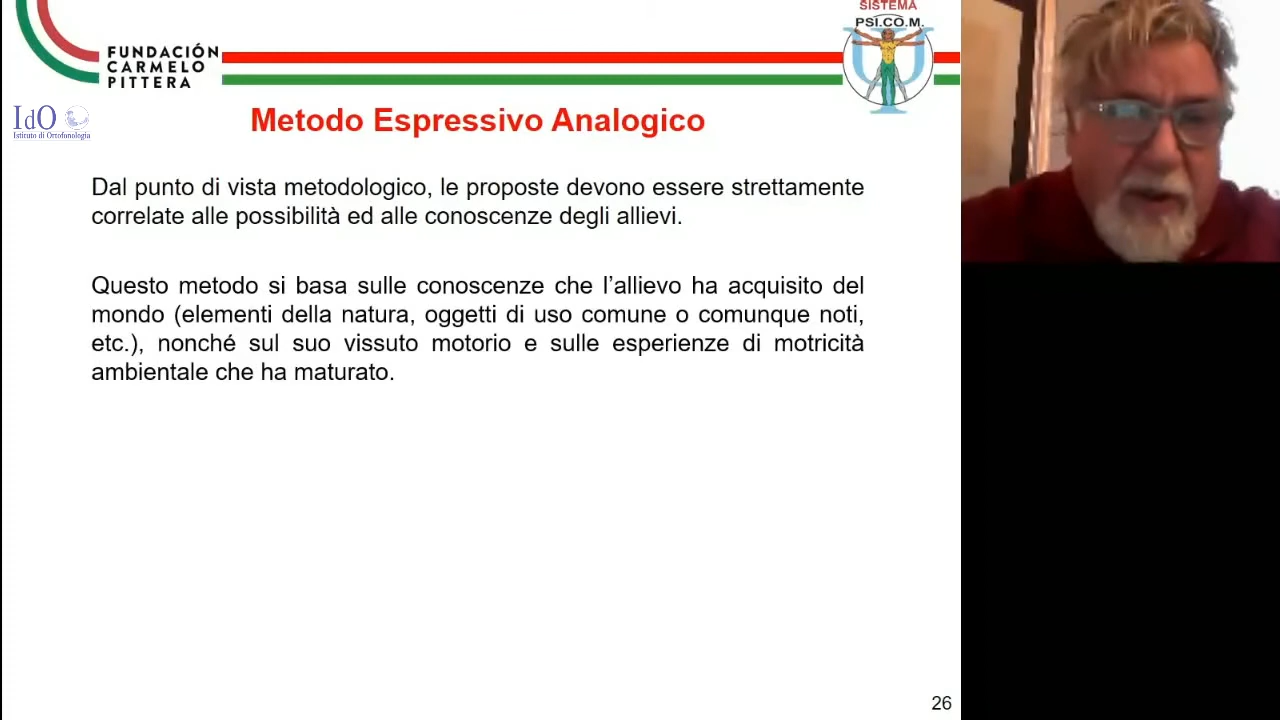 SISTEMA
PSI.CO.M.
FUNDACIÓN
CARMELO
PITTERA
IdO
Istituto di Ortofonologia
Metodo Espressivo Analogico
Dal punto di vista metodologico, le proposte devono essere strettamente
correlate alle possibilità ed alle conoscenze degli allievi.
Questo metodo si basa sulle conoscenze che l’allievo ha acquisito del
mondo (elementi della natura, oggetti di uso comune o comunque noti,
etc.), nonché sul suo vissuto motorio e sulle esperienze di motricità
ambientale che ha maturato.
26